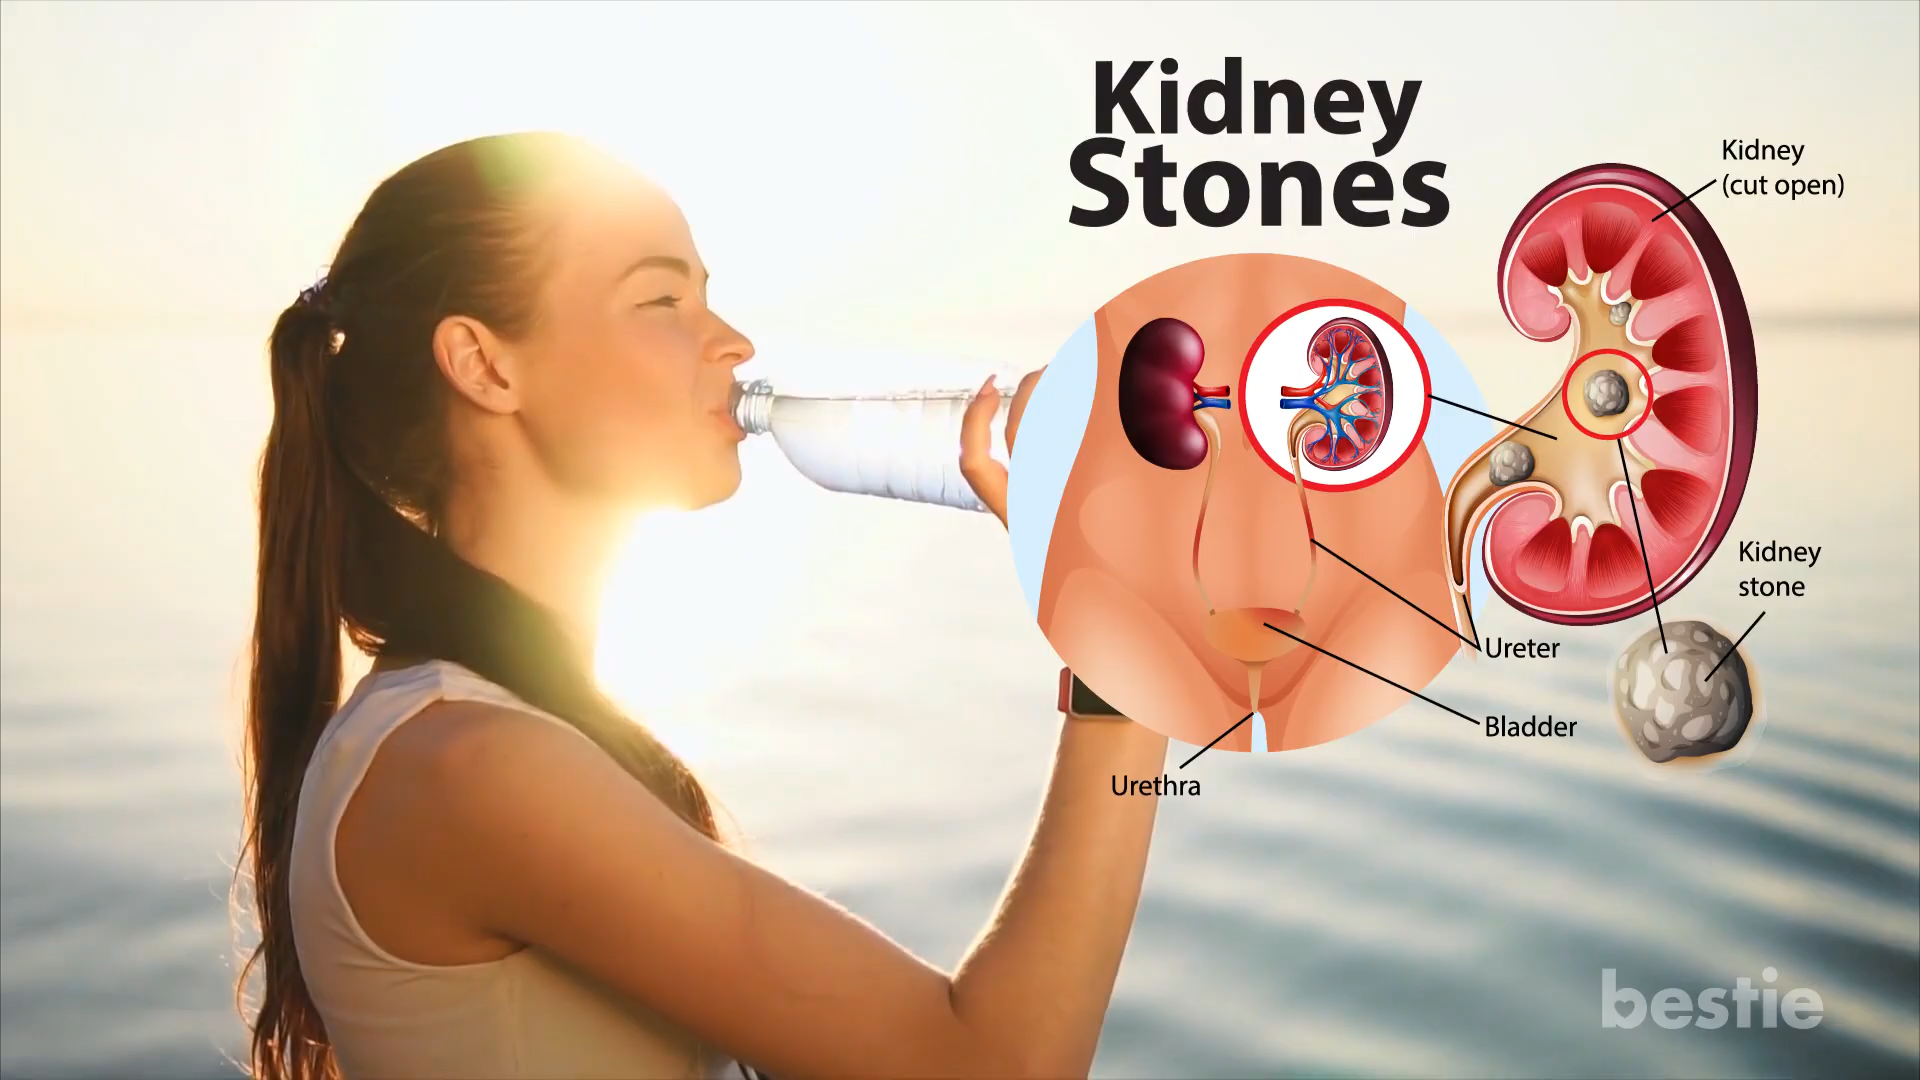 Kidney
Stones
Kidney
(cut open)
Kidney
stone
Ureter
Bladder
Urethra
bestie